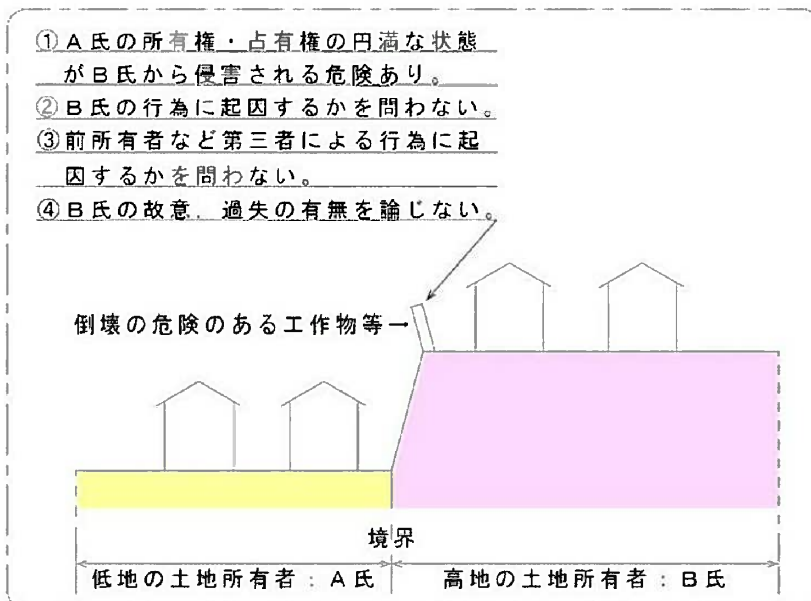 ①A氏の所有権・占有権の円満な状態
がB氏から侵害される危険あり。
②B氏の行為に起因するかを問わない。
③前所有者など第三者による行為に起
因するかを問わない。
④B氏の故意、過失の有無を論じない。
倒壊の危険のある工作物等
境界
低地の土地所有者：A氏
高地の土地所有者：B氏